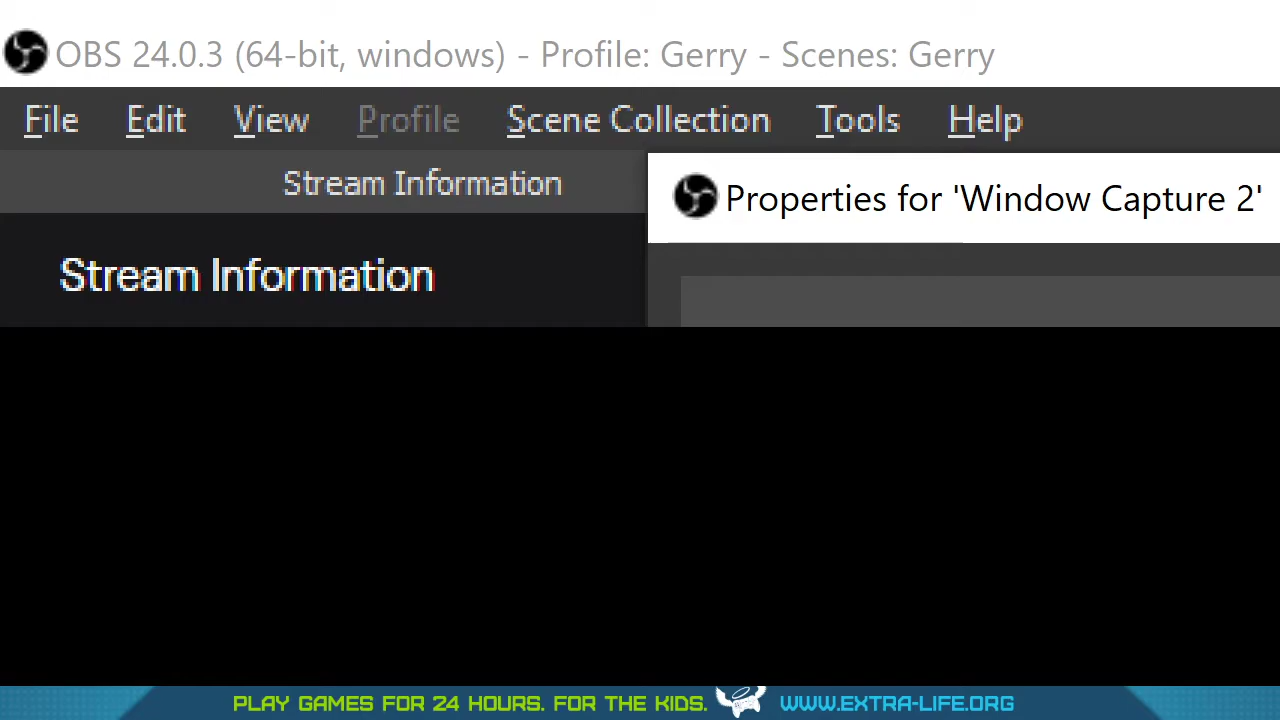 OBS 24.0.3 (64-bit, windows) - Profile: Gerry - Scenes: Gerry
File Edit View Profile Scene Collection Tools Help
Stream Information
Properties for 'Window Capture 2'
Stream Information
PLAY GAMES FOR 24 HOURS. FOR THE KIDS. WWW.EXTRA-LIFE.ORG